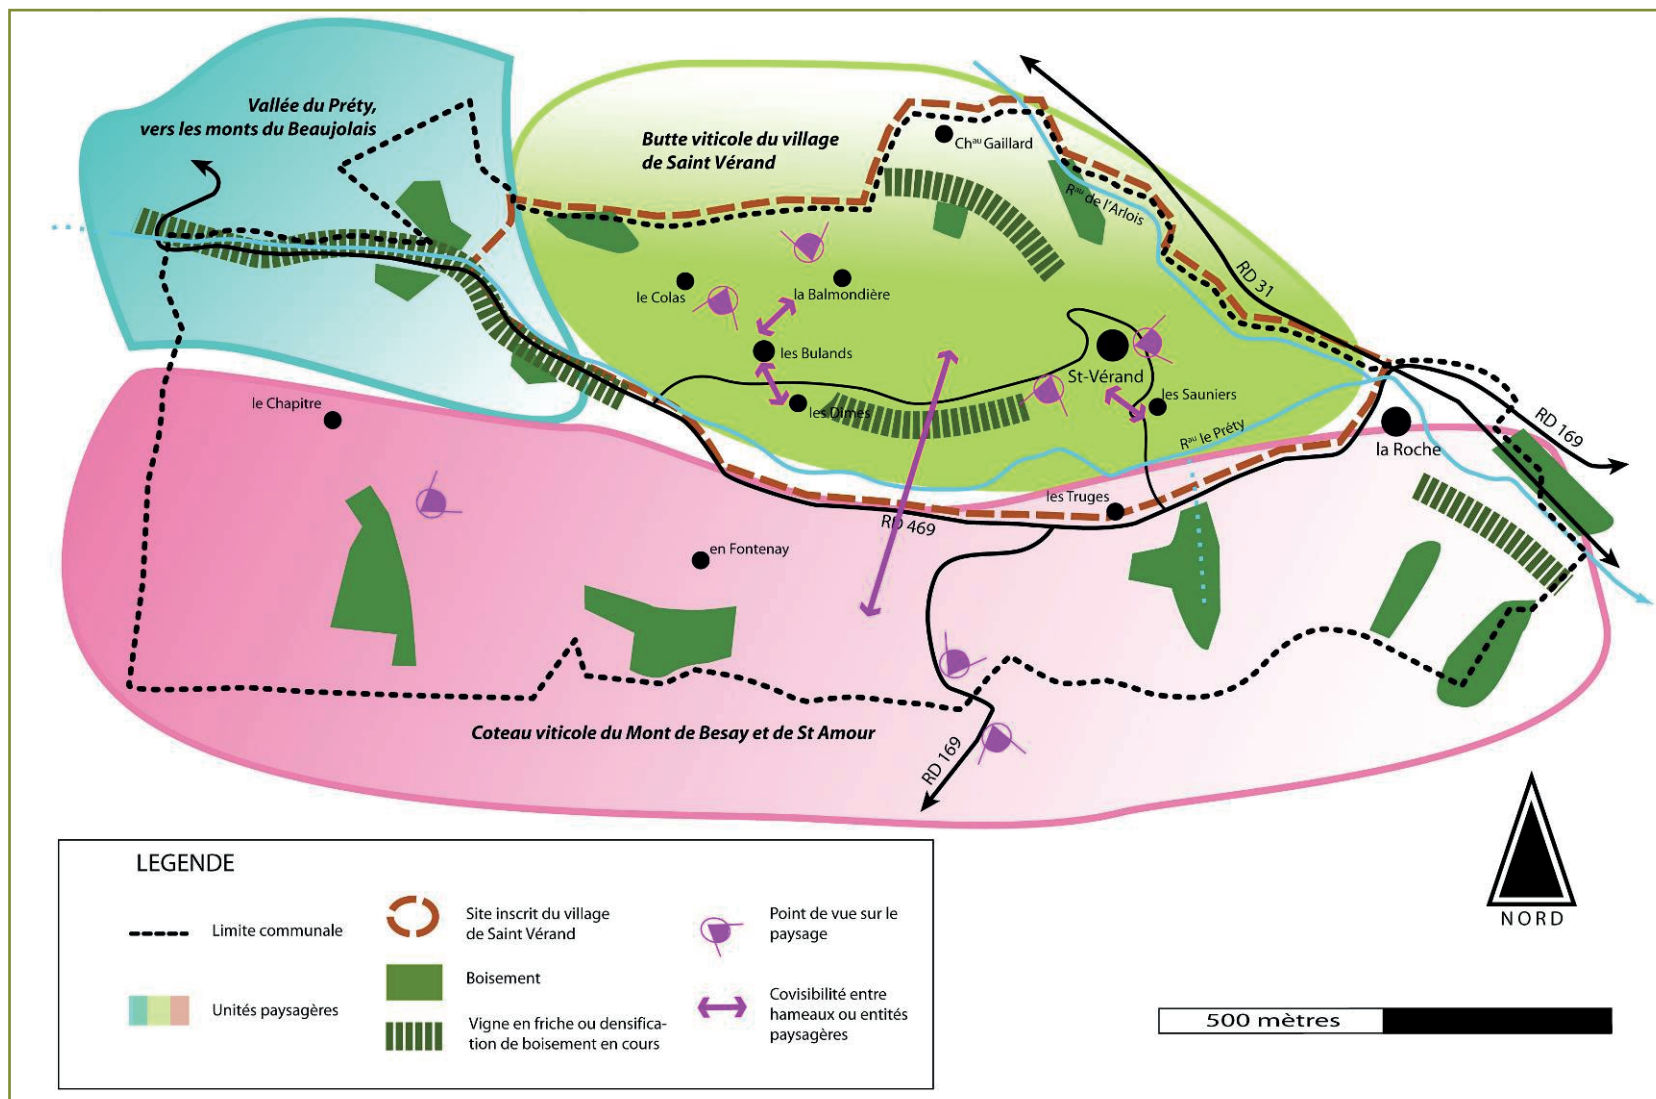 Vallée du Préty,
vers les monts du Beaujolais
Butte viticole du village
de Saint Vérand
Chau Gaillard
Rau de l'Arlois
RD 31
le Colas
la Balmondière
les Bulands
St-Vérand
les Dîmes
les Sauniers
le Chapitre
Rau le Préty
RD 169
la Roche
les Truges
RD 469
en Fontenay
Coteau viticole du Mont de Besay et de St Amour
RD 169
NORD
LEGENDE
Limite communale
Unités paysagères
Site inscrit du village
de Saint Vérand
Boisement
Vigne en friche ou densifica-
tion de boisement en cours
Point de vue sur le
paysage
Covisibilité entre
hameaux ou entités
paysagères
500 mètres